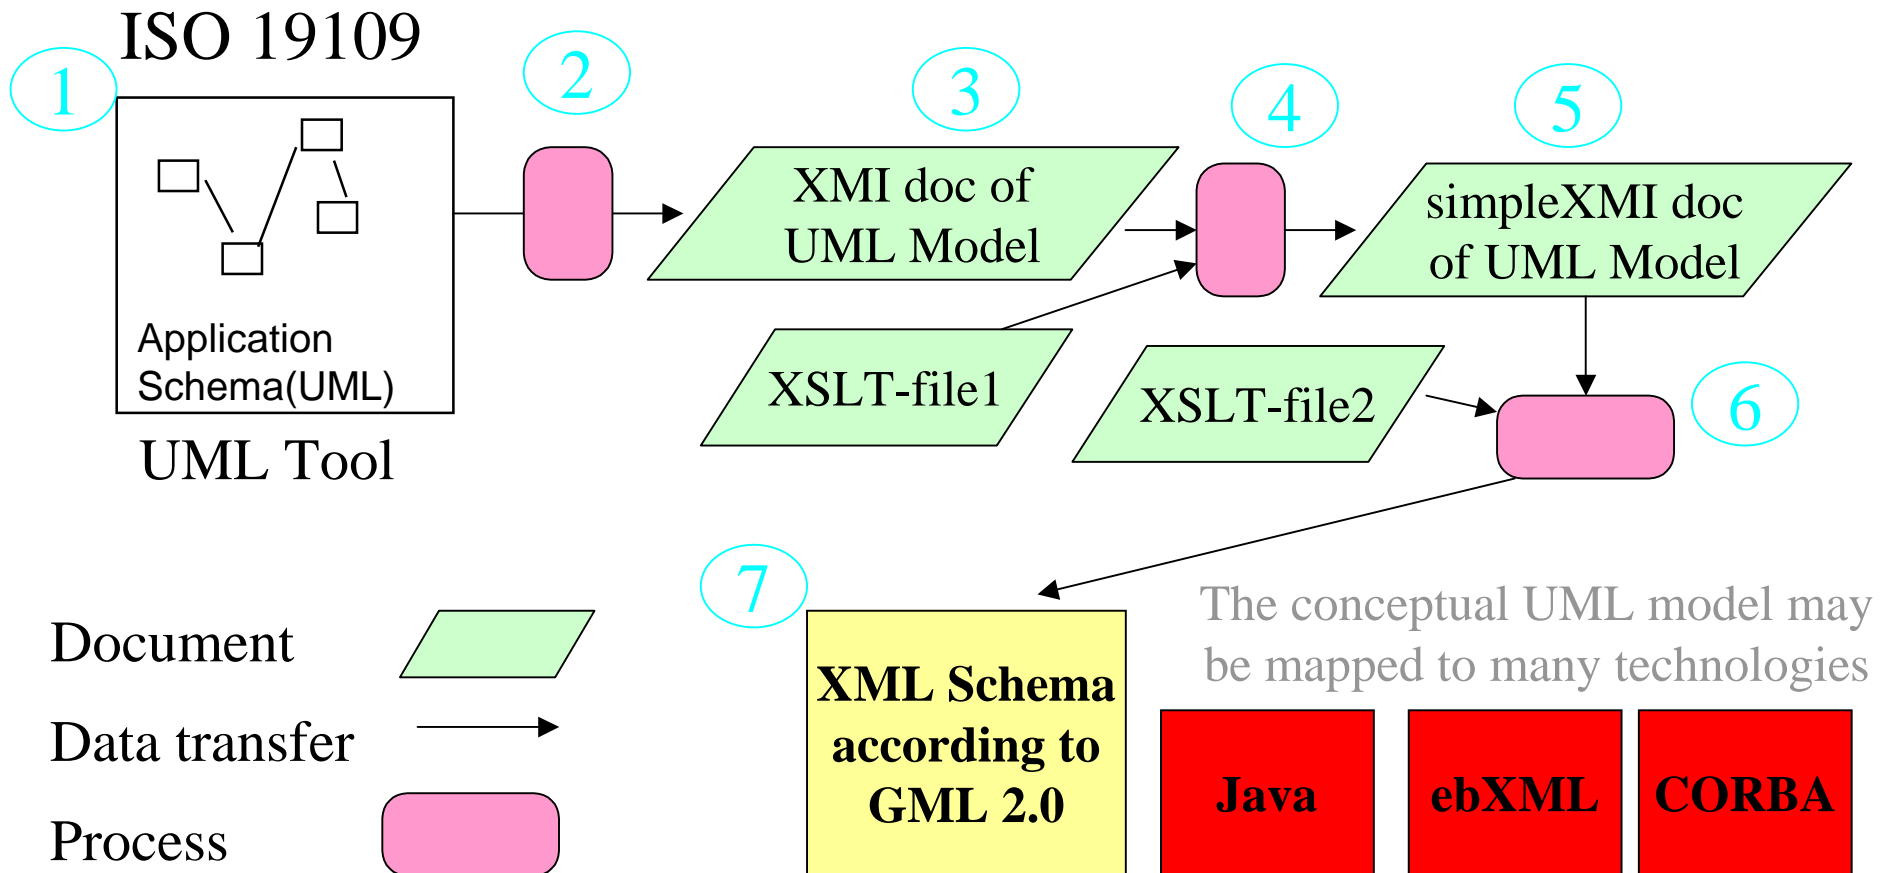 ISO 19109
1
2
3
4
5
XMI doc of
UML Model
simpleXMI doc
of UML Model
Application
Schema(UML)
XSLT-file1
XSLT-file2
6
UML Tool
7
The conceptual UML model may
be mapped to many technologies
Document
Data transfer
Process
XML Schema
according to
GML 2.0
Java
ebXML
CORBA